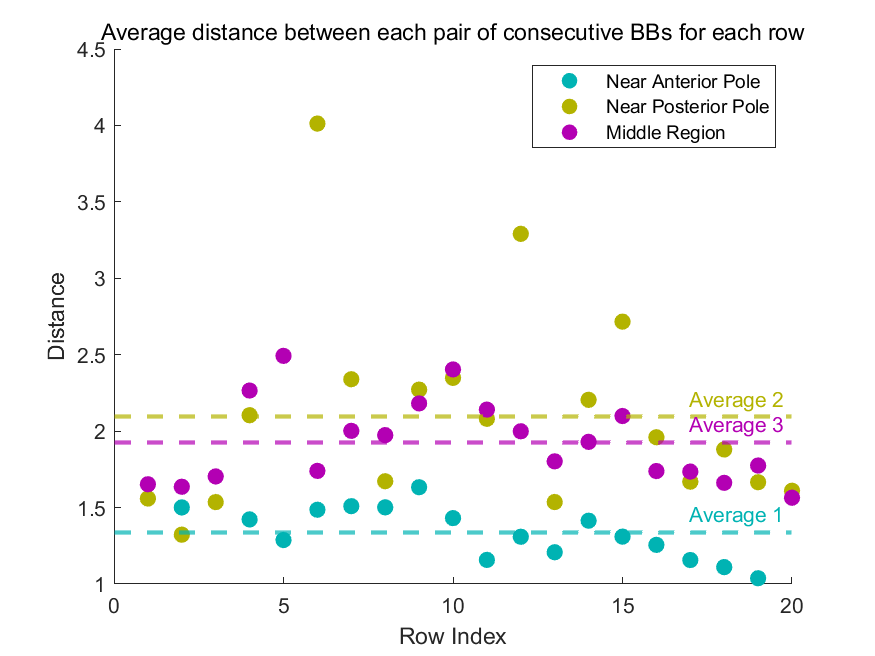 Average distance between each pair of consecutive BBs for each row
4.5
4
3.5
3
2.5
2
1.5
1
Distance
Near Anterior Pole
Near Posterior Pole
Middle Region
Average 2
Average 3
Average 1
0
5
10
15
20
Row Index